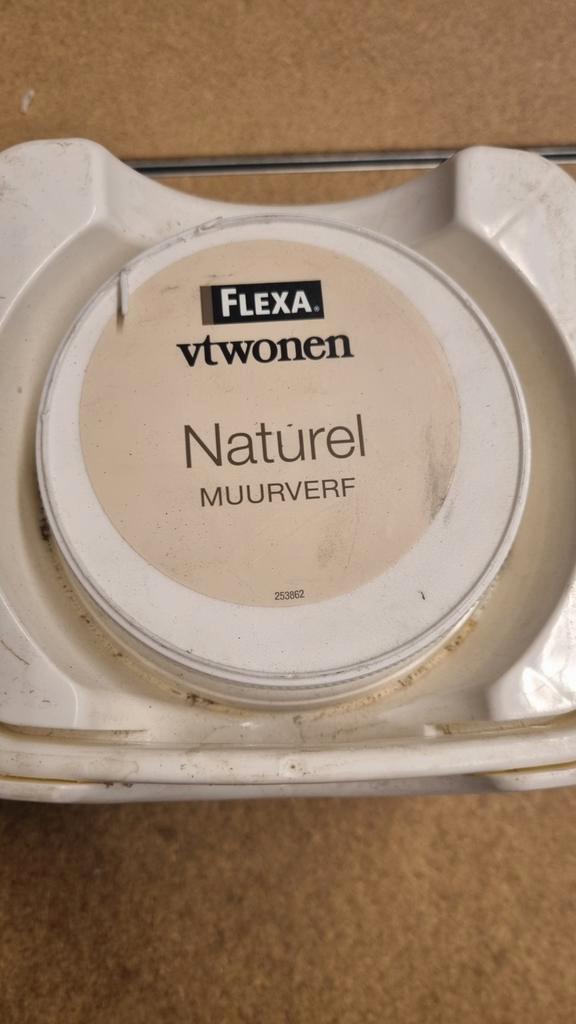 FLEXA®
vtwonen
Naturel
MUURVERF
253862